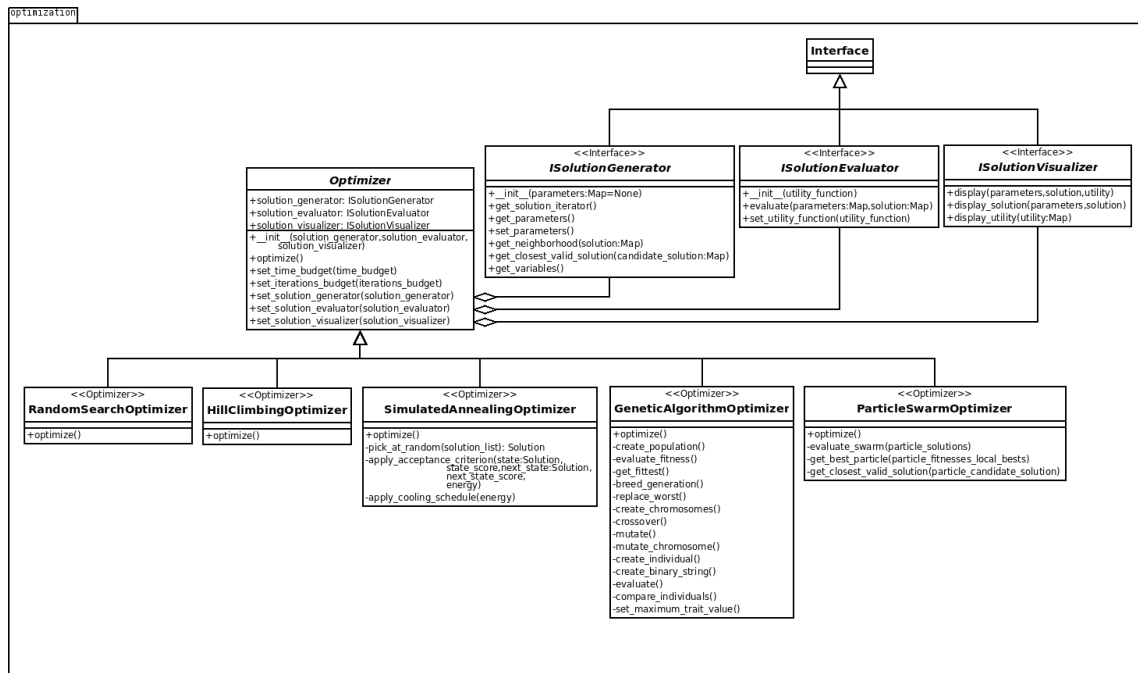 optimization
Interface
<<Interface>>
ISolutionGenerator
+__init__(parameters:Map=None)
+get_solution_iterator()
+get_parameters()
+set_parameters()
+get_neighborhood(solution:Map)
+get_closest_valid_solution(candidate_solution:Map)
+get_variables()
<<Interface>>
ISolutionEvaluator
+__init__(utility_function)
+evaluate(parameters:Map,solution:Map)
+set_utility_function(utility_function)
<<Interface>>
ISolutionVisualizer
+display(parameters,solution,utility)
+display_solution(parameters,solution)
+display_utility(utility:Map)
Optimizer
+solution_generator: ISolutionGenerator
+solution_evaluator: ISolutionEvaluator
+solution_visualizer: ISolutionVisualizer
+__init__(solution_generator,solution_evaluator,
solution_visualizer)
+optimize()
+set_time_budget(time_budget)
+set_iterations_budget(iterations_budget)
+set_solution_generator(solution_generator)
+set_solution_evaluator(solution_evaluator)
+set_solution_visualizer(solution_visualizer)
<<Optimizer>>
RandomSearchOptimizer
+optimize()
<<Optimizer>>
HillClimbingOptimizer
+optimize()
<<Optimizer>>
SimulatedAnnealingOptimizer
+optimize()
-pick_at_random(solution_list): Solution
-apply_acceptance_criterion(state:Solution,
state_score,next_state:Solution,
next_state_score,
energy)
-apply_cooling_schedule(energy)
<<Optimizer>>
GeneticAlgorithmOptimizer
+optimize()
-create_population()
-evaluate_fitness()
-get_fittest()
-breed_generation()
-replace_worst()
-create_chromosomes()
-crossover()
-mutate()
-mutate_chromosome()
-create_individual()
-create_binary_string()
-evaluate()
-compare_individuals()
-set_maximum_trait_value()
<<Optimizer>>
ParticleSwarmOptimizer
+optimize()
-evaluate_swarm(particle_solutions)
-get_best_particle(particle_fitnesses_local_bests)
-get_closest_valid_solution(particle_candidate_solution)